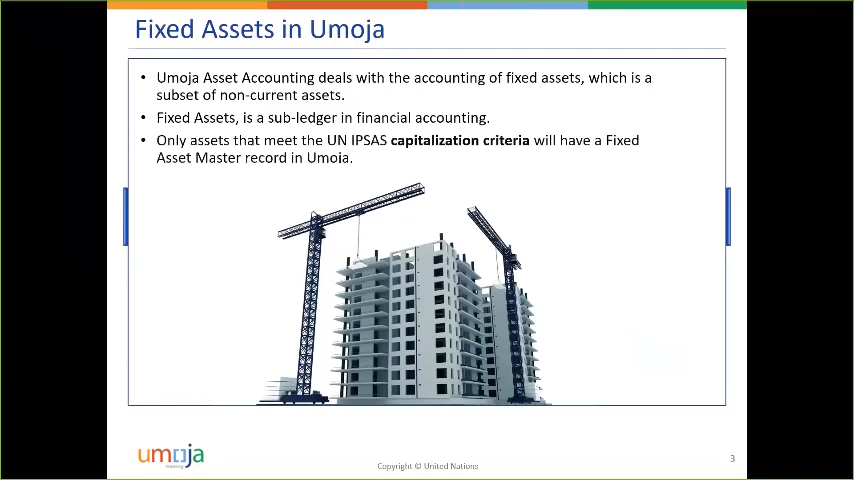 Fixed Assets in Umoja
• Umoja Asset Accounting deals with the accounting of fixed assets, which is a
subset of non-current assets.
• Fixed Assets, is a sub-ledger in financial accounting.
• Only assets that meet the UN IPSAS capitalization criteria will have a Fixed
Asset Master record in Umoja.
umoja
Copyright © United Nations
3